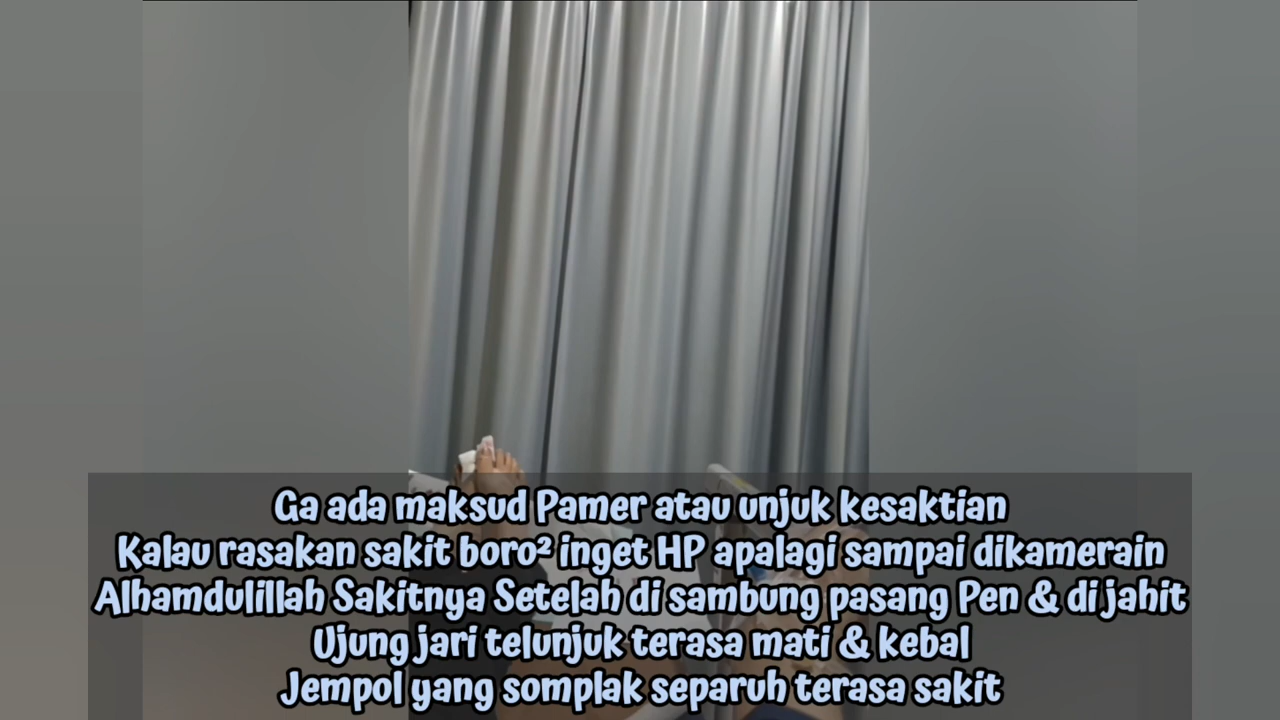 Ga ada maksud Pamer atau unjuk kesaktian
Kalau rasakan sakit boro² inget HP apalagi sampai dikamerain
Alhamdulillah Sakitnya Setelah di sambung pasang Pen & di jahit
Ujung jari telunjuk terasa mati & kebal
Jempol yang somplak separuh terasa sakit